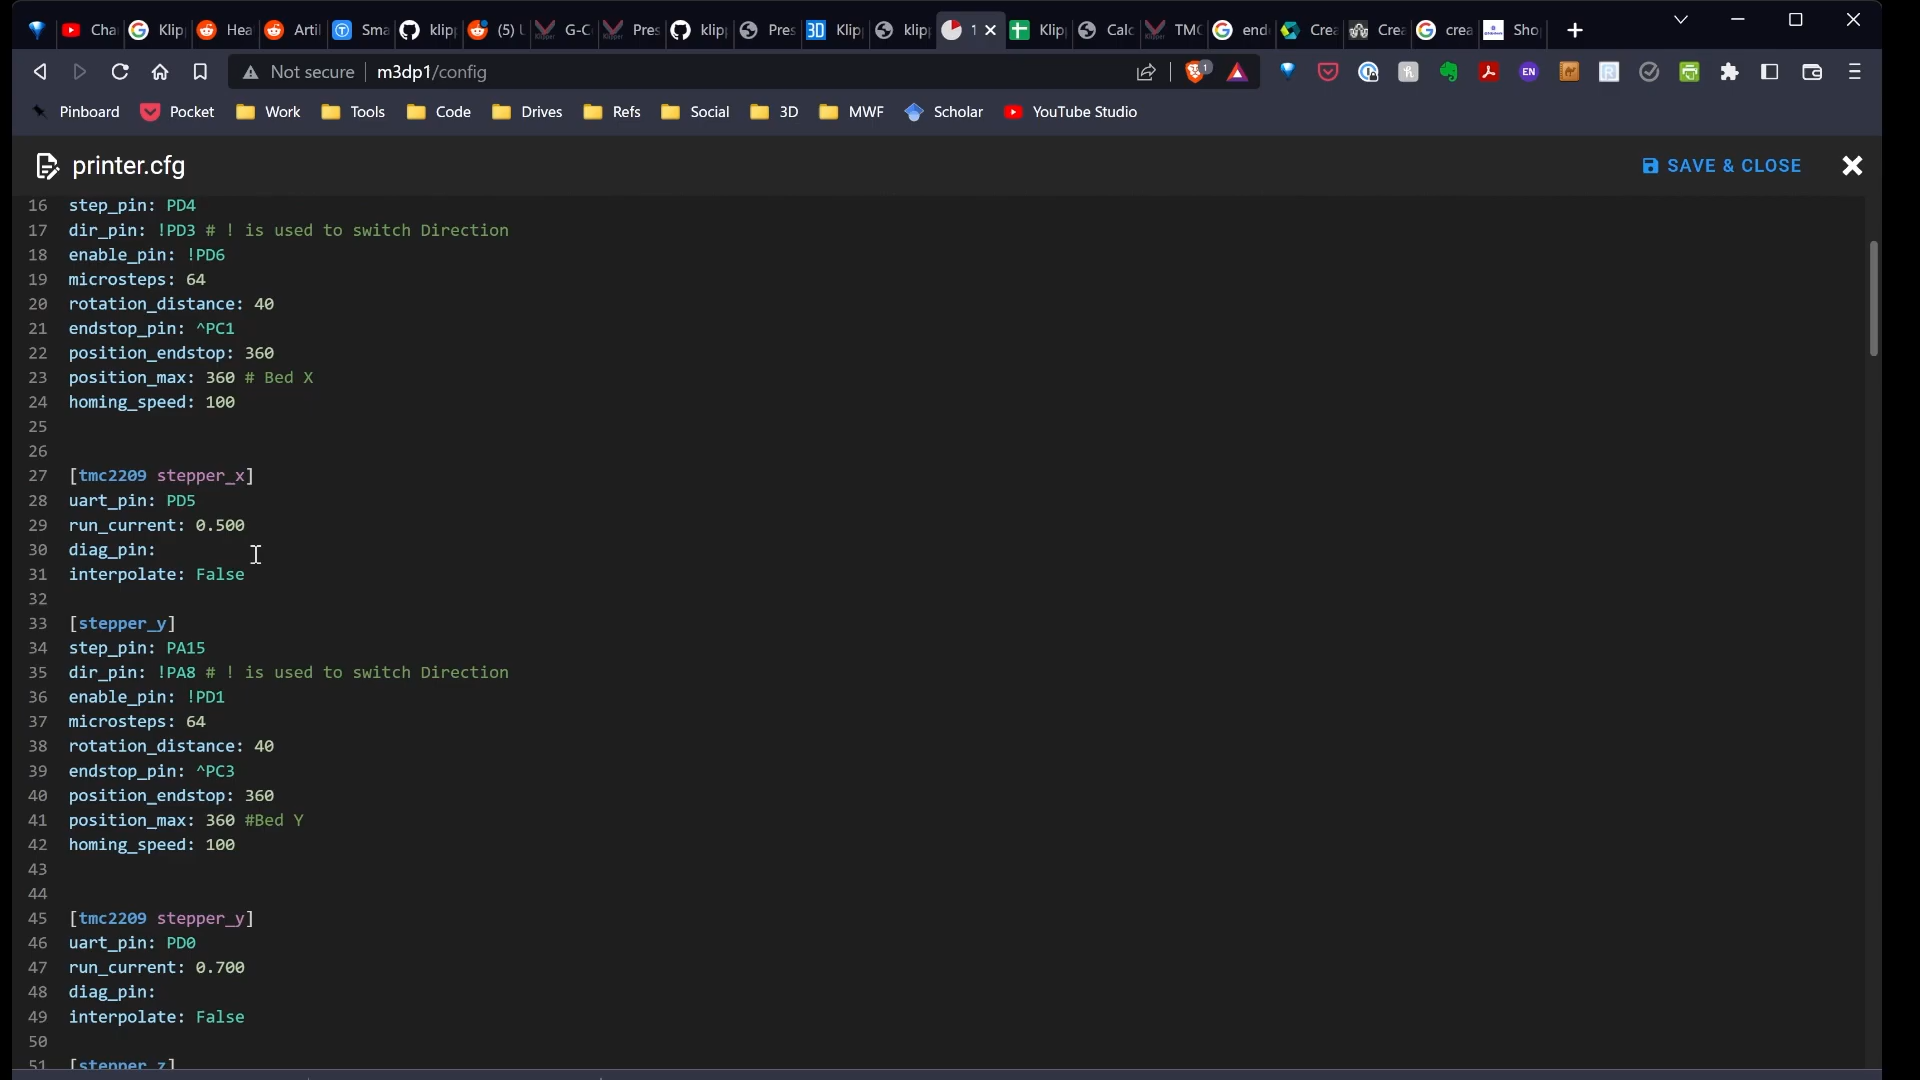 Cha
Klip
Hea
Arti
Sma
klip
(5) U
G-C
Pres
klip
Pres
3D
Klip
klip
1
Klip
Calc
TMC
end
Crea
Crea
crea
Sho
Not secure
m3dp1/config
1
EN
Pinboard
Pocket
Work
Tools
Code
Drives
Refs
Social
3D
MWF
Scholar
YouTube Studio
printer.cfg
SAVE & CLOSE
16 step_pin: PD4
17 dir_pin: !PD3 # ! is used to switch Direction
18 enable_pin: !PD6
19 microsteps: 64
20 rotation_distance: 40
21 endstop_pin: ^PC1
22 position_endstop: 360
23 position_max: 360 # Bed X
24 homing_speed: 100
25
26
27 [tmc2209 stepper_x]
28 uart_pin: PD5
29 run_current: 0.500
30 diag_pin:
31 interpolate: False
32
33 [stepper_y]
34 step_pin: PA15
35 dir_pin: !PA8 # ! is used to switch Direction
36 enable_pin: !PD1
37 microsteps: 64
38 rotation_distance: 40
39 endstop_pin: ^PC3
40 position_endstop: 360
41 position_max: 360 #Bed Y
42 homing_speed: 100
43
44
45 [tmc2209 stepper_y]
46 uart_pin: PD0
47 run_current: 0.700
48 diag_pin:
49 interpolate: False
50
51 [stepper_z]